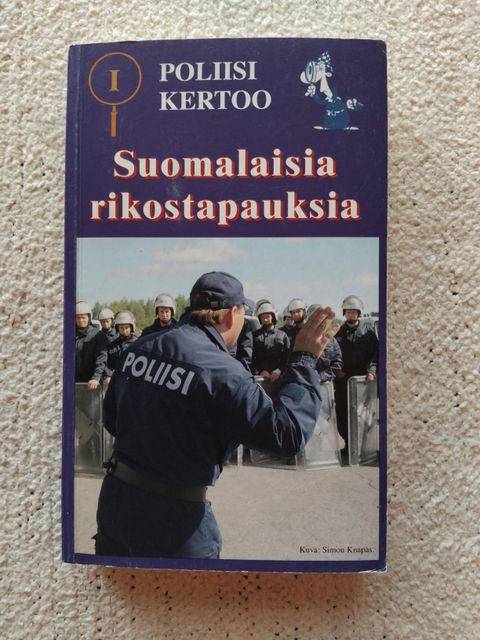 I
POLIISI
KERTOO
Suomalaisia
rikostapauksia
POLIISI
Kuva: Simon Knapas.